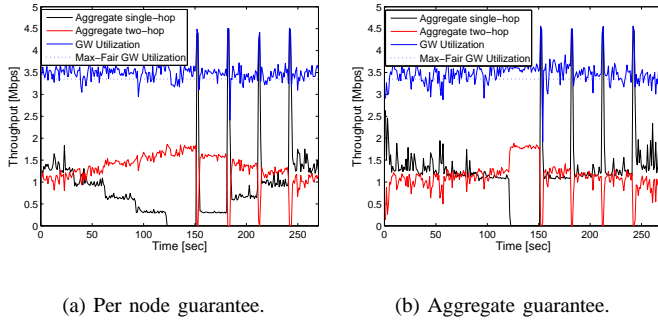 Aggregate single−hop
Aggregate two−hop
GW Utilization
Max−Fair GW Utilization
5
4.5
4
3.5
3
2.5
2
1.5
1
0.5
0
0
50
100
150
200
250
Throughput [Mbps]
Time [sec]
(a) Per node guarantee.
Aggregate single−hop
Aggregate two−hop
GW Utilization
Max−Fair GW Utilization
5
4.5
4
3.5
3
2.5
2
1.5
1
0.5
0
0
50
100
150
200
250
Throughput [Mbps]
Time [sec]
(b) Aggregate guarantee.